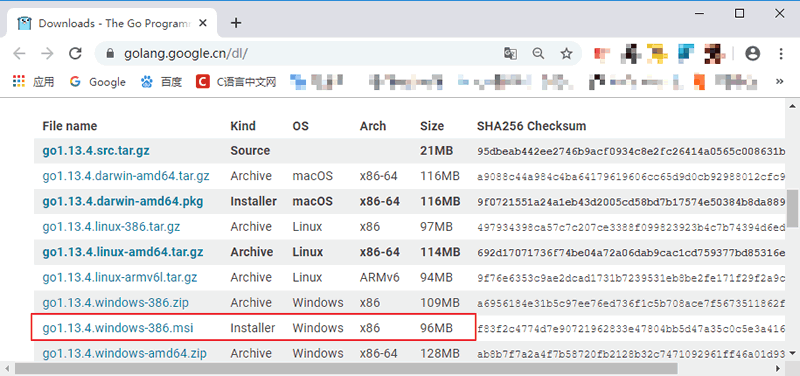 Downloads - The Go Programm
golang.google.cn/dl/
应用 Google 百度 C C语言中文网
File name Kind OS Arch Size SHA256 Checksum
go1.13.4.src.tar.gz Source 21MB 95dbeab442ee2746b9acf0934c8e2fc26414a0565c008631b
go1.13.4.darwin-amd64.tar.gz Archive macOS x86-64 116MB a9088c44a984c4ba64179619606cc65d9d0cb92988012cfc9
go1.13.4.darwin-amd64.pkg Installer macOS x86-64 116MB 9f0721551a24a1eb43d2005cd58bd7b17574e50384b8da889
go1.13.4.linux-386.tar.gz Archive Linux x86 97MB 497934398ca57c7c207ce3388f099823923b4c7b74394d6ed
go1.13.4.linux-amd64.tar.gz Archive Linux x86-64 114MB 692d17071736f74be04a72a06dab9cac1cd759377bd85316e
go1.13.4.linux-armv6l.tar.gz Archive Linux ARMv6 94MB 9f76e6353c9ae2dcad1731b7239531eb8be2fe171f29f2a9c
go1.13.4.windows-386.zip Archive Windows x86 109MB a6956184e31b5c97ee76ed736f1c5b708ace7f5673511862f
go1.13.4.windows-386.msi Installer Windows x86 96MB f83f2c4774d7e90721962833e47804bb5d47a35c0c5e3a416
go1.13.4.windows-amd64.zip Archive Windows x86-64 128MB ab8b7f7a2a4f7b58720fb2128b32c7471092961ff46a01d93